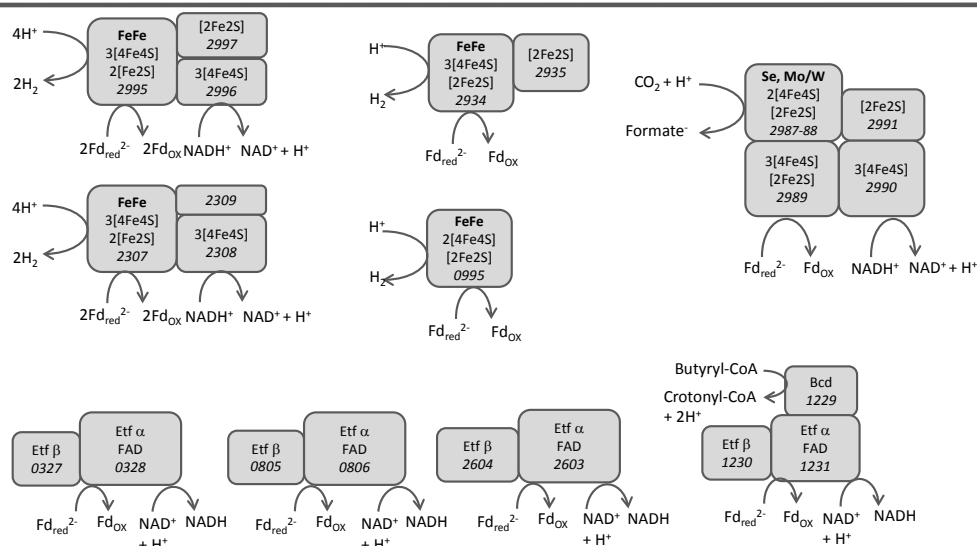 4H⁺
2H₂
FeFe
3[4Fe4S]
2[Fe2S]
2995
[2Fe2S]
2997
3[4Fe4S]
2996
2Fdred²⁻ 2FdOX NADH⁺ NAD⁺ + H⁺
H⁺
H₂
FeFe
3[4Fe4S]
[2Fe2S]
2934
[2Fe2S]
2935
Fdred²⁻ FdOX
CO₂ + H⁺
Formate⁻
Se, Mo/W
2[4Fe4S]
[2Fe2S]
2987-88
[2Fe2S]
2991
3[4Fe4S]
[2Fe2S]
2989
3[4Fe4S]
2990
Fdred²⁻ FdOX NADH⁺ NAD⁺ + H⁺
4H⁺
2H₂
FeFe
3[4Fe4S]
2[Fe2S]
2307
2309
3[4Fe4S]
2308
2Fdred²⁻ 2FdOX NADH⁺ NAD⁺ + H⁺
H⁺
H₂
FeFe
2[4Fe4S]
[2Fe2S]
0995
Fdred²⁻ FdOX
Etf β
0327
Etf α
FAD
0328
Fdred²⁻ FdOX NAD⁺ NADH
+ H⁺
Etf β
0805
Etf α
FAD
0806
Fdred²⁻ FdOX NAD⁺ NADH
+ H⁺
Etf β
2604
Etf α
FAD
2603
Fdred²⁻ FdOX NAD⁺ NADH
+ H⁺
Butyryl-CoA
Crotonyl-CoA
+ 2H⁺
Bcd
1229
Etf β
1230
Etf α
FAD
1231
Fdred²⁻ FdOX NAD⁺ NADH
+ H⁺